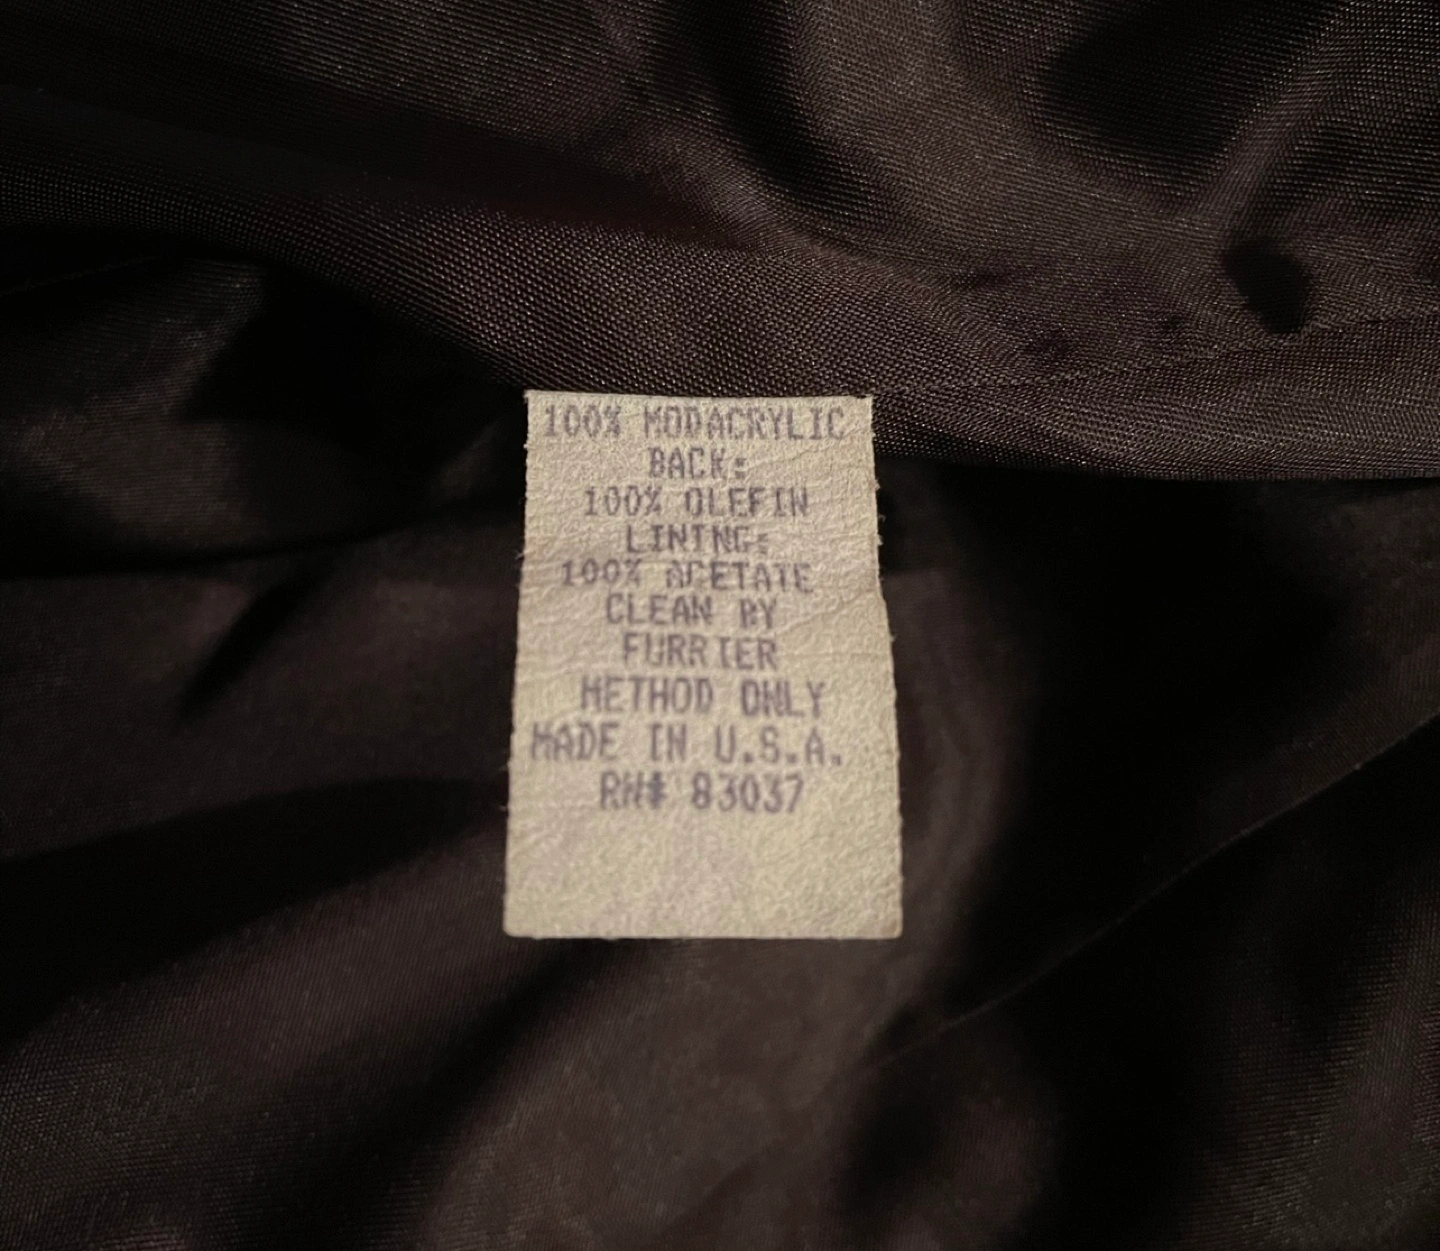 100% MODACRYLIC
BACK:
100% OLEFIN
LINING:
100% ACETATE
CLEAN BY
FURRIER
METHOD ONLY
MADE IN U.S.A.
RN# 83037